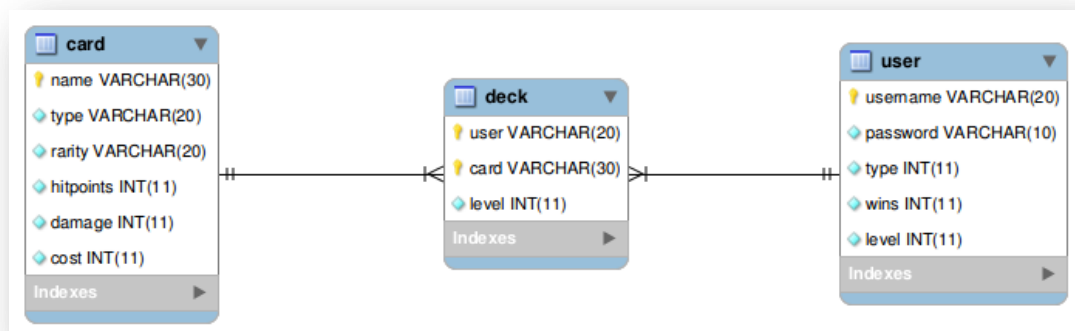 card
name VARCHAR(30)
type VARCHAR(20)
rarity VARCHAR(20)
hitpoints INT(11)
damage INT(11)
cost INT(11)
Indexes
deck
user VARCHAR(20)
card VARCHAR(30)
level INT(11)
Indexes
user
username VARCHAR(20)
password VARCHAR(10)
type INT(11)
wins INT(11)
level INT(11)
Indexes